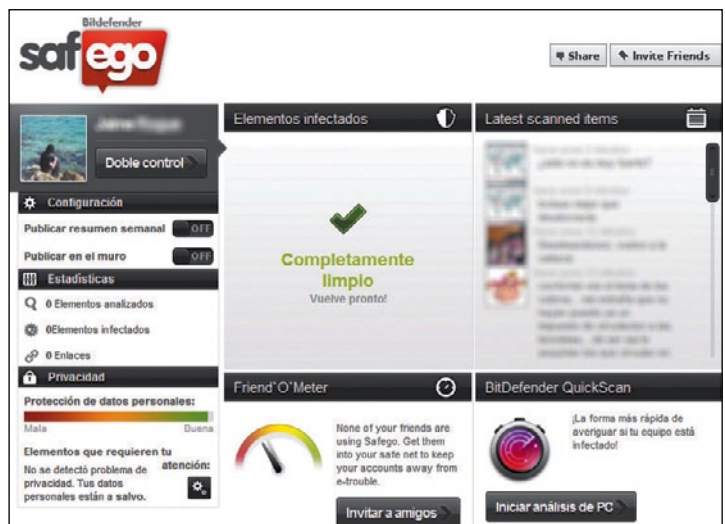 Bitdefender
safego
Share
Invite Friends
Doble control
Configuración
Publicar resumen semanal OFF
Publicar en el muro OFF
Estadísticas
0 Elementos analizados
0Elementos infectados
0 Enlaces
Privacidad
Protección de datos personales:
Mala Buena
Elementos que requieren tu
atención:
No se detectó problema de
privacidad. Tus datos
personales están a salvo.
Elementos infectados
Completamente
limpio
Vuelve pronto!
Latest scanned items
Friend`O`Meter
None of your friends are
using Safego. Get them
into your safe net to keep
your accounts away from
e-trouble.
Invitar a amigos
BitDefender QuickScan
¡La forma más rápida de
averiguar si tu equipo está
infectado!
Iniciar análisis de PC